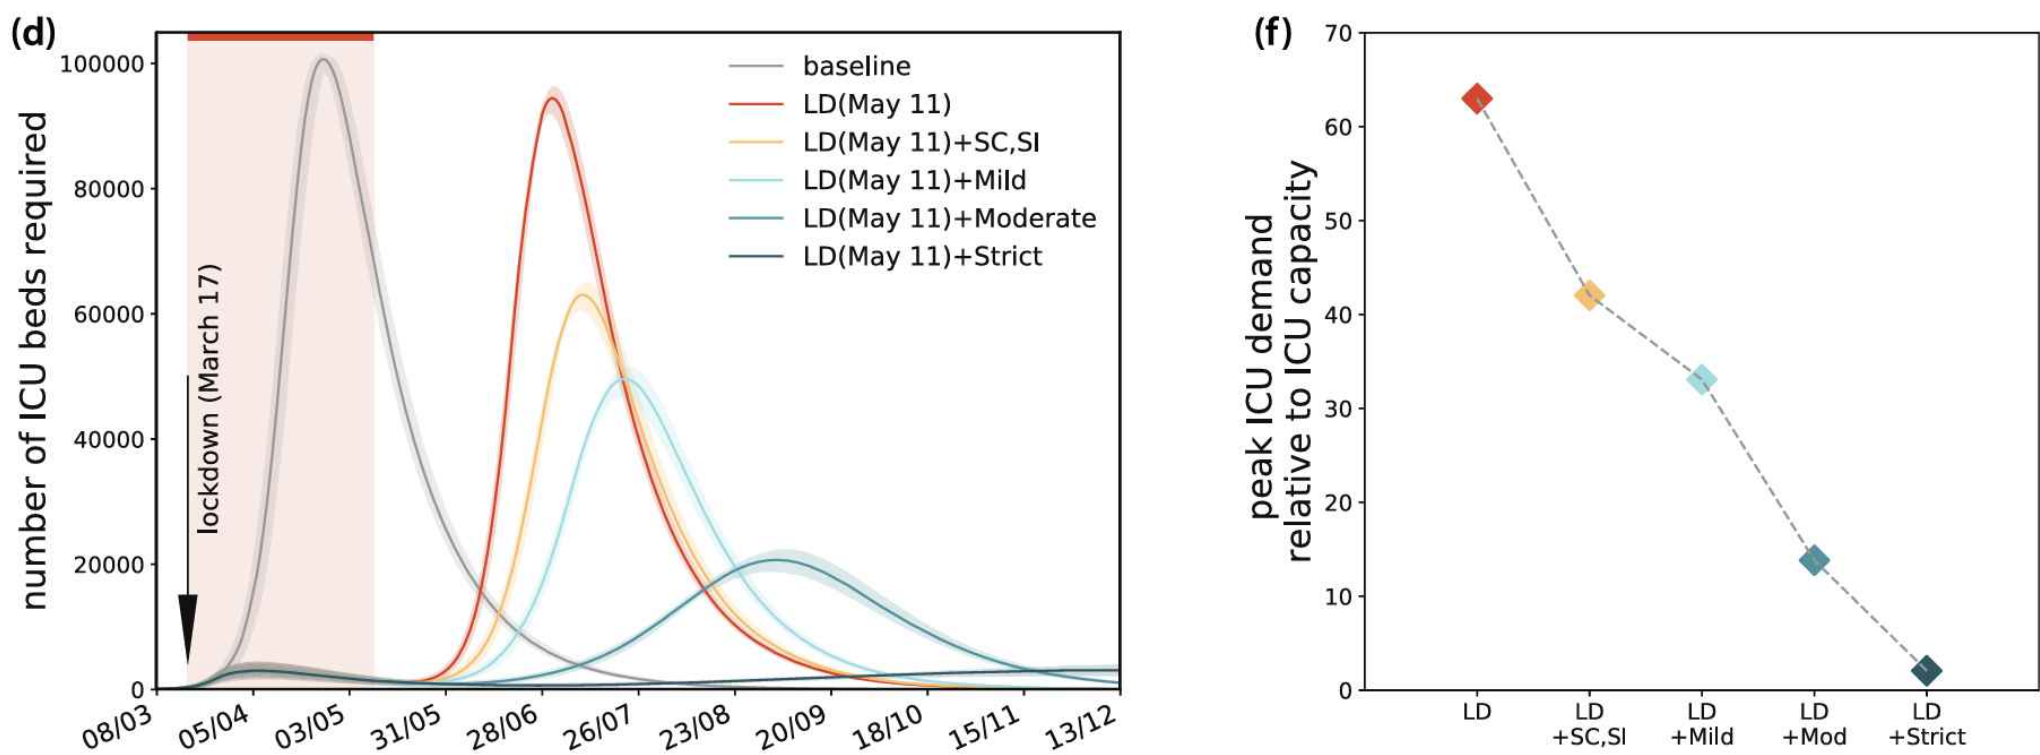 (d)
number of ICU beds required
100000
80000
60000
40000
20000
0
lockdown (March 17)
baseline
LD(May 11)
LD(May 11)+SC,SI
LD(May 11)+Mild
LD(May 11)+Moderate
LD(May 11)+Strict
08/03
05/04
03/05
31/05
28/06
26/07
23/08
20/09
18/10
15/11
13/12
(f)
peak ICU demand
relative to ICU capacity
70
60
50
40
30
20
10
0
LD
LD
+SC,SI
LD
+Mild
LD
+Mod
LD
+Strict